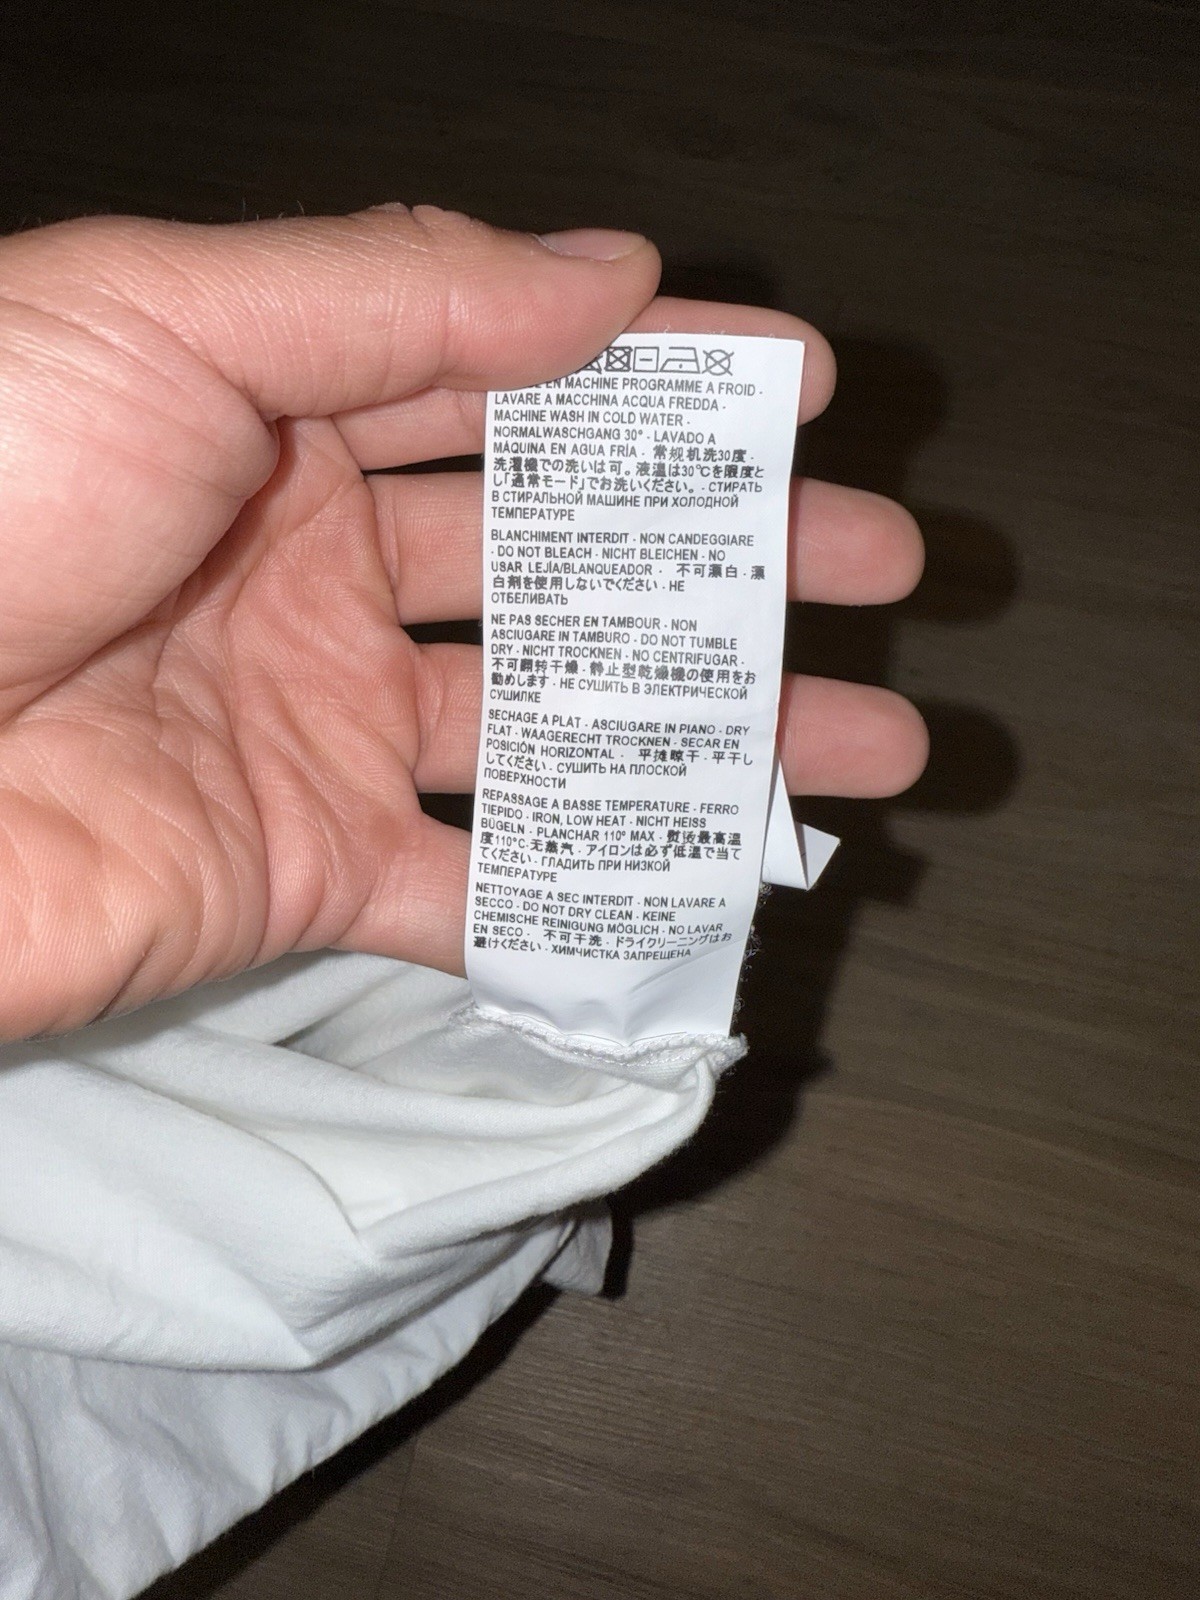 EN MACHINE PROGRAMME A FROID -
LAVARE A MACCHINA ACQUA FREDDA -
MACHINE WASH IN COLD WATER -
NORMALWASCHGANG 30° - LAVADO A
MÁQUINA EN AGUA FRÍA - 常规机洗30度 -
洗濯機での洗いは可。液温は30℃を限度と
し「通常モード」でお洗いください。- СТИРАТЬ
В СТИРАЛЬНОЙ МАШИНЕ ПРИ ХОЛОДНОЙ
ТЕМПЕРАТУРЕ
BLANCHIMENT INTERDIT - NON CANDEGGIARE
- DO NOT BLEACH - NICHT BLEICHEN - NO
USAR LEJÍA/BLANQUEADOR - 不可漂白 - 漂
白剤を使用しないでください - НЕ
ОТБЕЛИВАТЬ
NE PAS SECHER EN TAMBOUR - NON
ASCIUGARE IN TAMBURO - DO NOT TUMBLE
DRY - NICHT TROCKNEN - NO CENTRIFUGAR -
不可翻转干燥 - 静止型乾燥機の使用をお
勧めします - НЕ СУШИТЬ В ЭЛЕКТРИЧЕСКОЙ
СУШИЛКЕ
SECHAGE A PLAT - ASCIUGARE IN PIANO - DRY
FLAT - WAAGERECHT TROCKNEN - SECAR EN
POSICIÓN HORIZONTAL - 平摊晾干 - 平干し
してください - СУШИТЬ НА ПЛОСКОЙ
ПОВЕРХНОСТИ
REPASSAGE A BASSE TEMPERATURE - FERRO
TIEPIDO - IRON, LOW HEAT - NICHT HEISS
BÜGELN - PLANCHAR 110° MAX - 熨烫最高温
度110°C-无蒸汽 - アイロンは必ず低温で当て
てください - ГЛАДИТЬ ПРИ НИЗКОЙ
ТЕМПЕРАТУРЕ
NETTOYAGE A SEC INTERDIT - NON LAVARE A
SECCO - DO NOT DRY CLEAN - KEINE
CHEMISCHE REINIGUNG MÖGLICH - NO LAVAR
EN SECO - 不可干洗 - ドライクリーニングはお
避けください - ХИМЧИСТКА ЗАПРЕЩЕНА